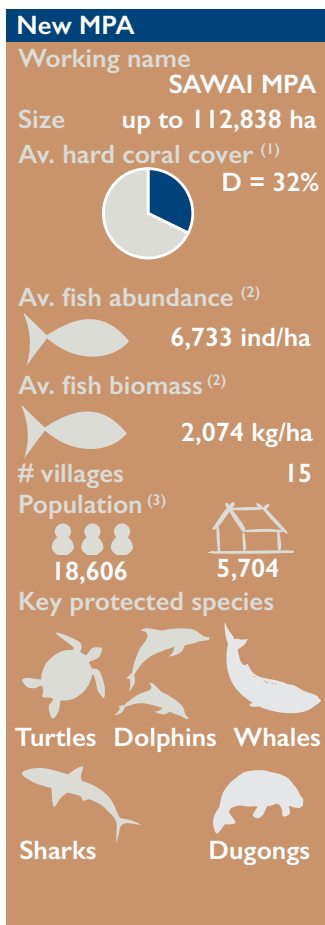 New MPA
Working name
SAWAI MPA
Size up to 112,838 ha
Av. hard coral cover (1)
D = 32%
Av. fish abundance (2)
6,733 ind/ha
Av. fish biomass (2)
2,074 kg/ha
# villages 15
Population (3)
18,606 5,704
Key protected species
Turtles Dolphins Whales
Sharks Dugongs